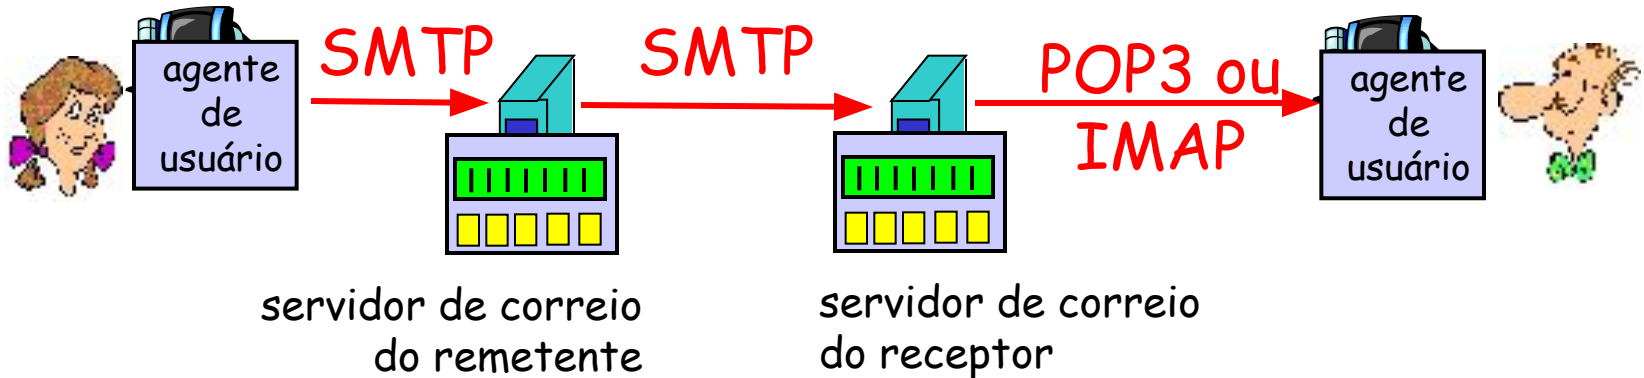 agente
de
usuário
SMTP
SMTP
POP3 ou
IMAP
agente
de
usuário
servidor de correio
do remetente
servidor de correio
do receptor